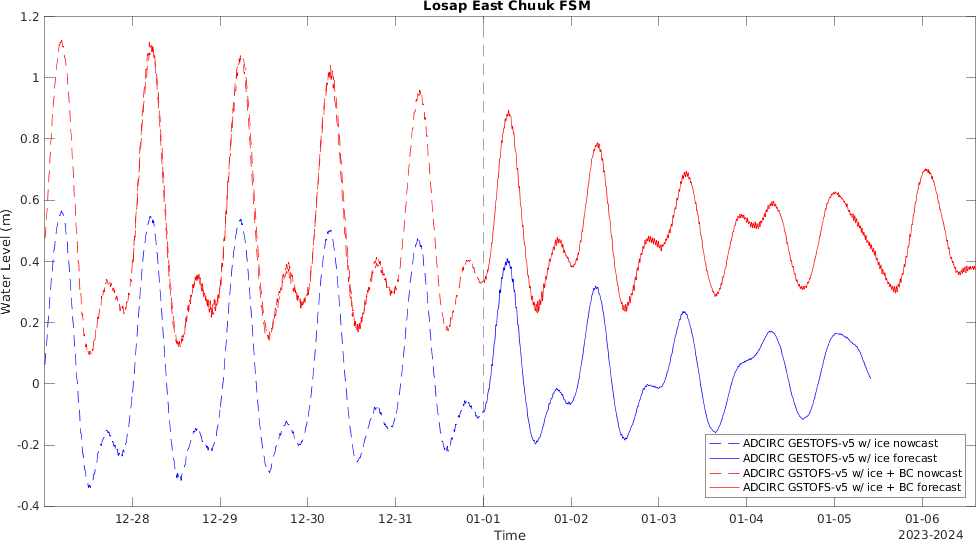 Losap East Chuuk FSM
1.2
1
0.8
0.6
0.4
0.2
0
-0.2
-0.4
Water Level (m)
12-28 12-29 12-30 12-31 01-01 01-02 01-03 01-04 01-05 01-06
Time
2023-2024
ADCIRC GESTOFS-v5 w/ ice nowcast
ADCIRC GESTOFS-v5 w/ ice forecast
ADCIRC GSTOFS-v5 w/ ice + BC nowcast
ADCIRC GSTOFS-v5 w/ ice + BC forecast